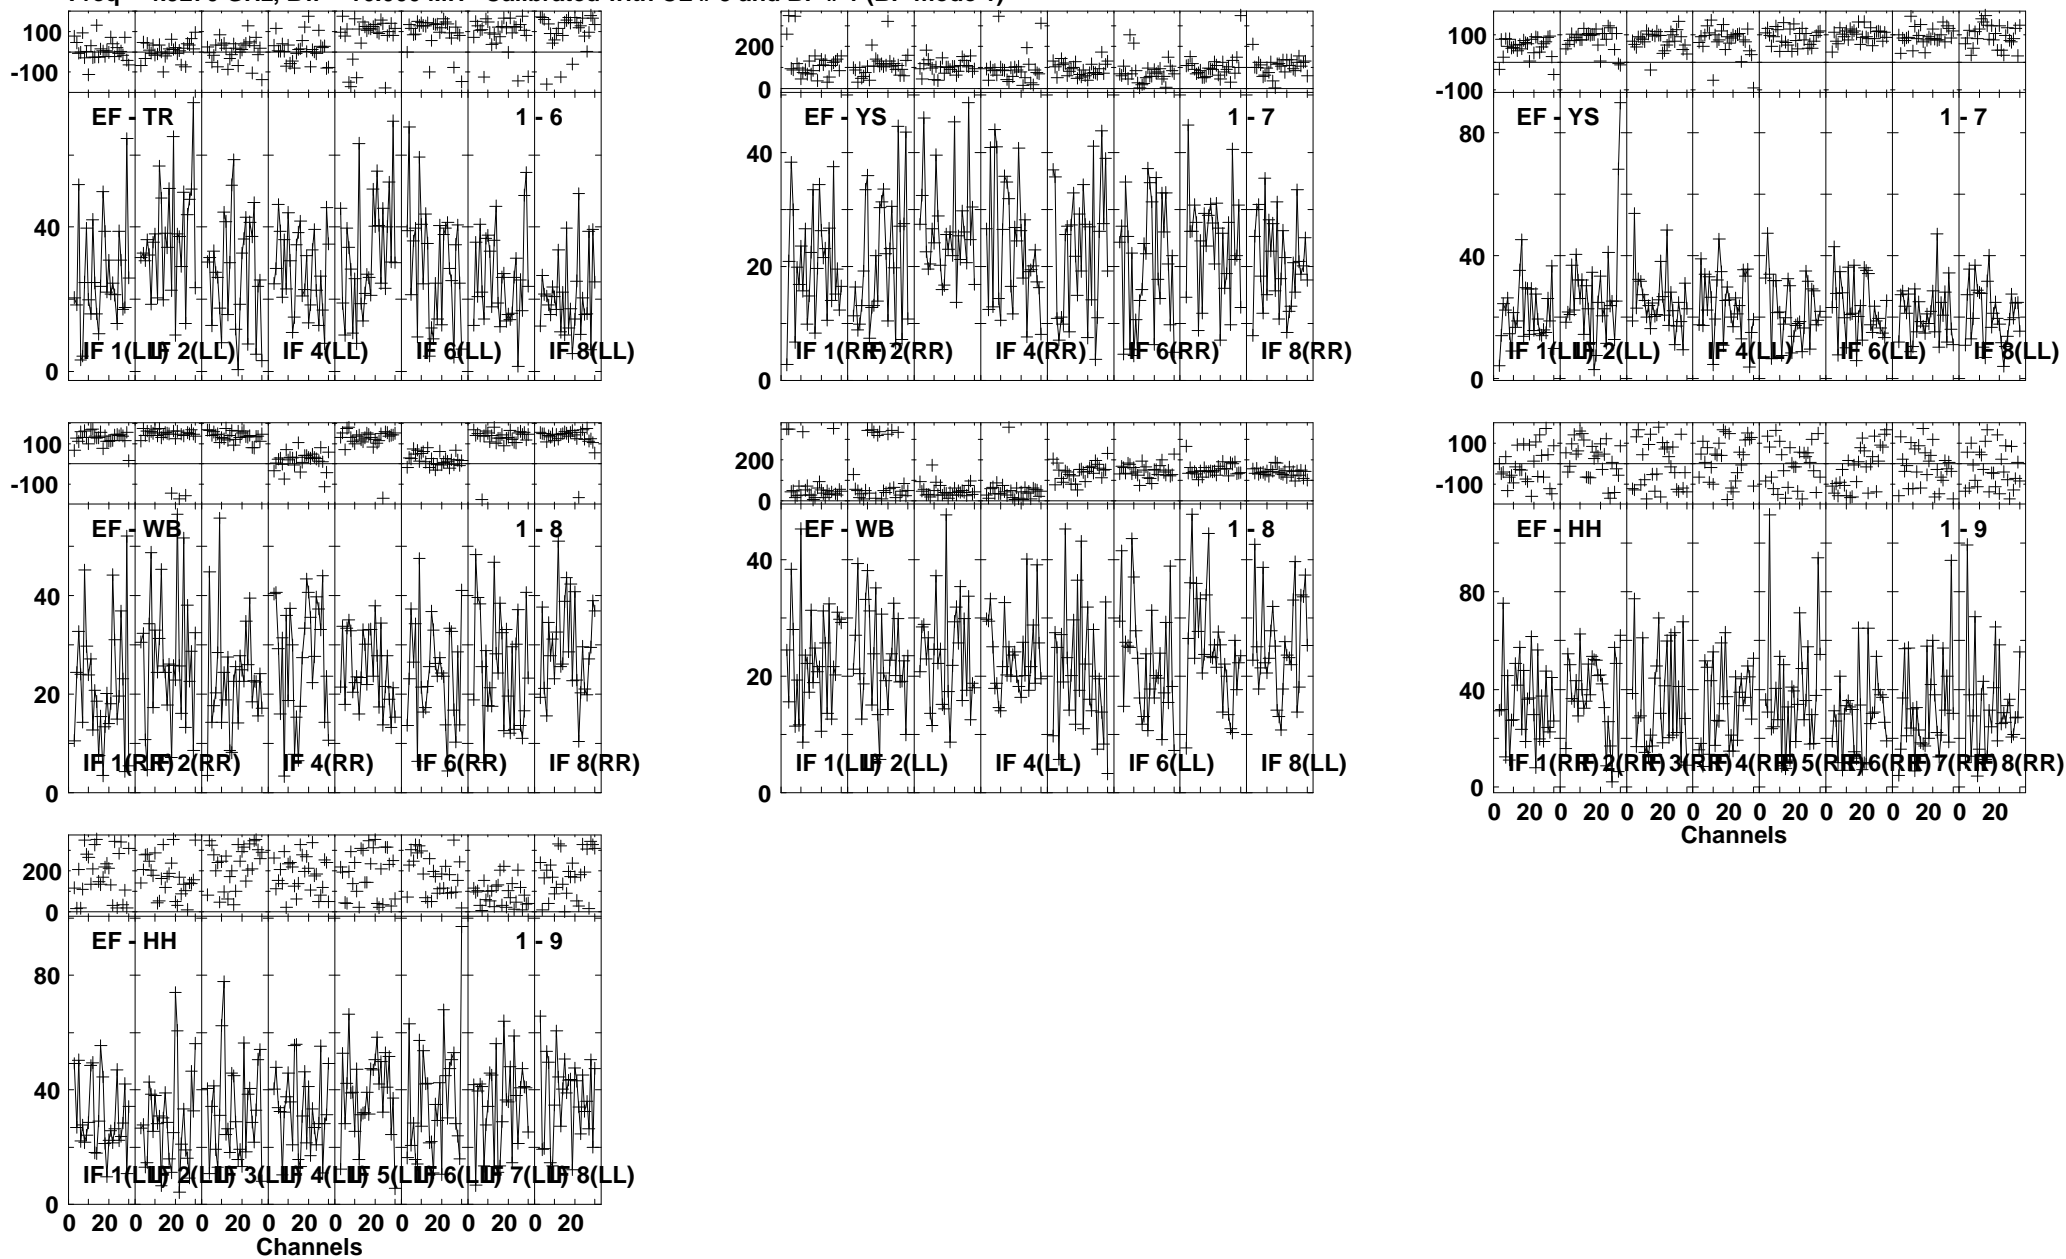 100
-100
EF - TR 1 - 6
40
0
IF 1(LL) IF 2(LL) IF 4(LL) IF 6(LL) IF 8(LL)
200
0
EF - YS 1 - 7
40
20
0
IF 1(RR) IF 2(RR) IF 4(RR) IF 6(RR) IF 8(RR)
100
-100
EF - YS 1 - 7
80
40
0
IF 1(LL) IF 2(LL) IF 4(LL) IF 6(LL) IF 8(LL)
100
-100
EF - WB 1 - 8
40
20
0
IF 1(RR) IF 2(RR) IF 4(RR) IF 6(RR) IF 8(RR)
200
0
EF - WB 1 - 8
40
20
0
IF 1(LL) IF 2(LL) IF 4(LL) IF 6(LL) IF 8(LL)
100
-100
EF - HH 1 - 9
80
40
0
IF 1(RR) IF 2(RR) IF 3(RR) IF 4(RR) IF 5(RR) IF 6(RR) IF 7(RR) IF 8(RR)
0 20 0 20 0 20 0 20 0 20 0 20 0 20 0 20
Channels
200
0
EF - HH 1 - 9
80
40
0
IF 1(LL) IF 2(LL) IF 3(LL) IF 4(LL) IF 5(LL) IF 6(LL) IF 7(LL) IF 8(LL)
0 20 0 20 0 20 0 20 0 20 0 20 0 20 0 20
Channels